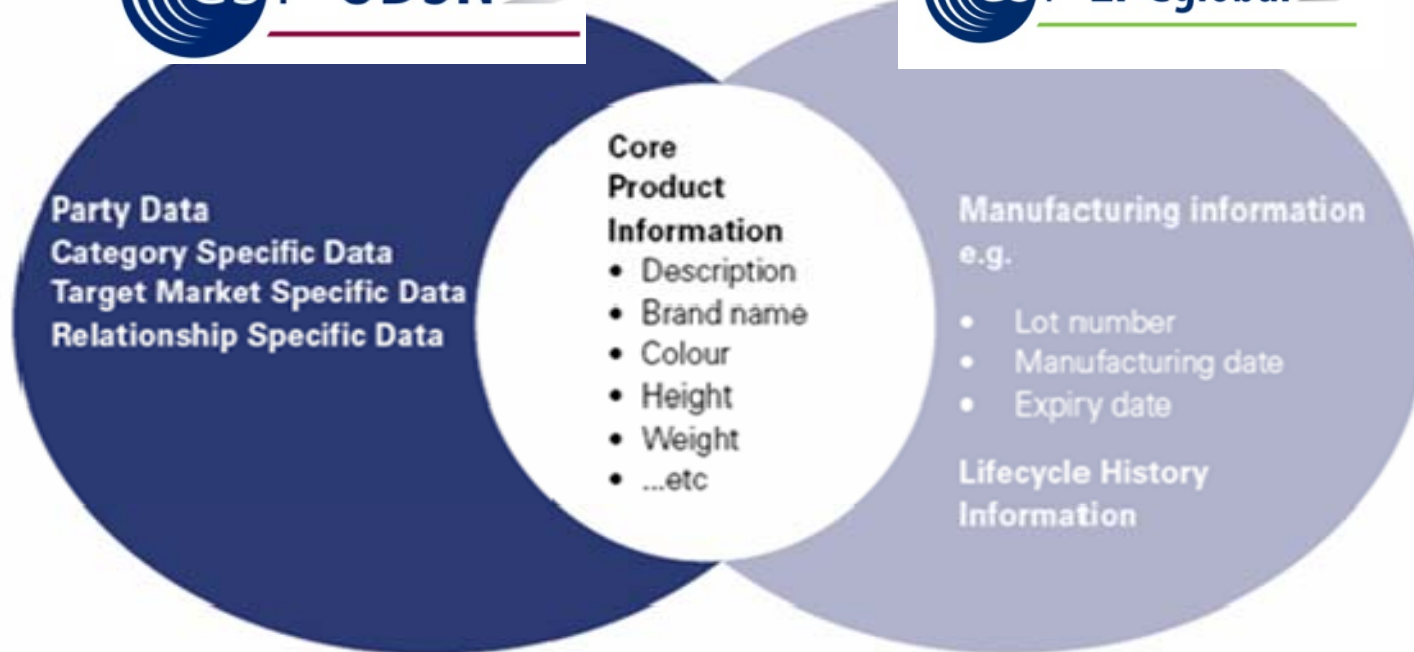 Party Data
Category Specific Data
Target Market Specific Data
Relationship Specific Data
Core
Product
Information
• Description
• Brand name
• Colour
• Height
• Weight
• ...etc
Manufacturing information
e.g.
• Lot number
• Manufacturing date
• Expiry date
Lifecycle History
Information